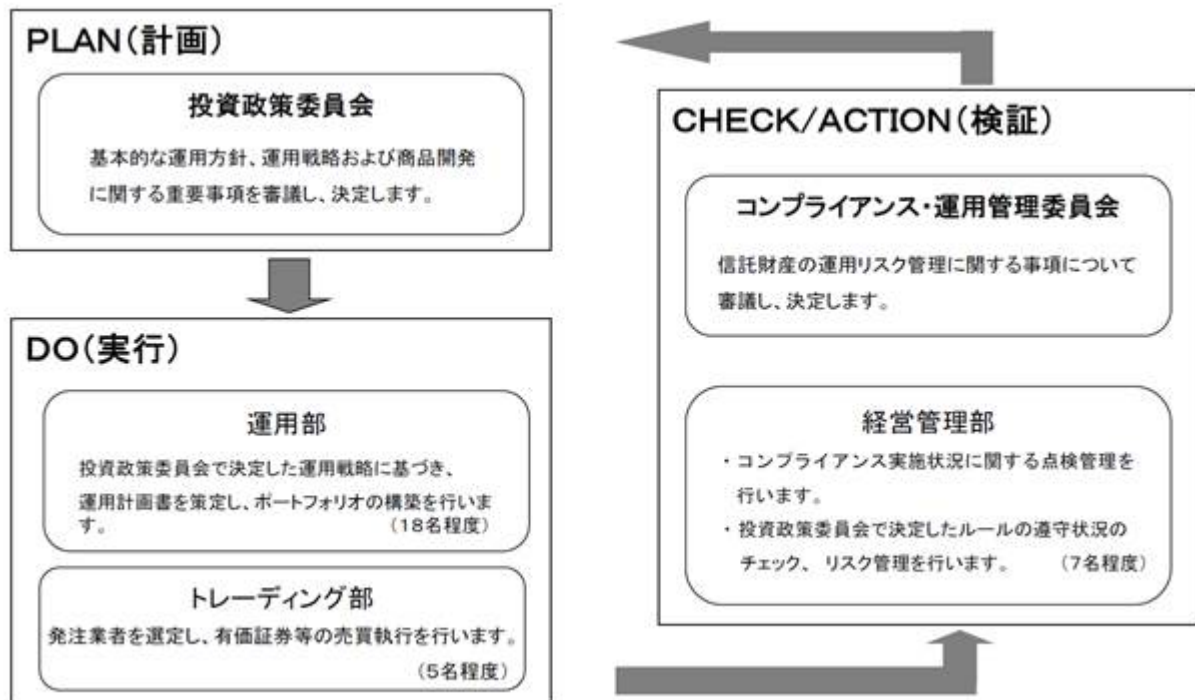 PLAN(計画)
投資政策委員会
基本的な運用方針、運用戦略および商品開発
に関する重要事項を審議し、決定します。
DO(実行)
運用部
投資政策委員会で決定した運用戦略に基づき、
運用計画書を策定し、ポートフォリオの構築を行いま
す。 (18名程度)
トレーディング部
発注業者を選定し、有価証券等の売買執行を行います。
(5名程度)
CHECK/ACTION(検証)
コンプライアンス・運用管理委員会
信託財産の運用リスク管理に関する事項について
審議し、決定します。
経営管理部
・コンプライアンス実施状況に関する点検管理を
行います。
・投資政策委員会で決定したルールの遵守状況の
チェック、 リスク管理を行います。 (7名程度)